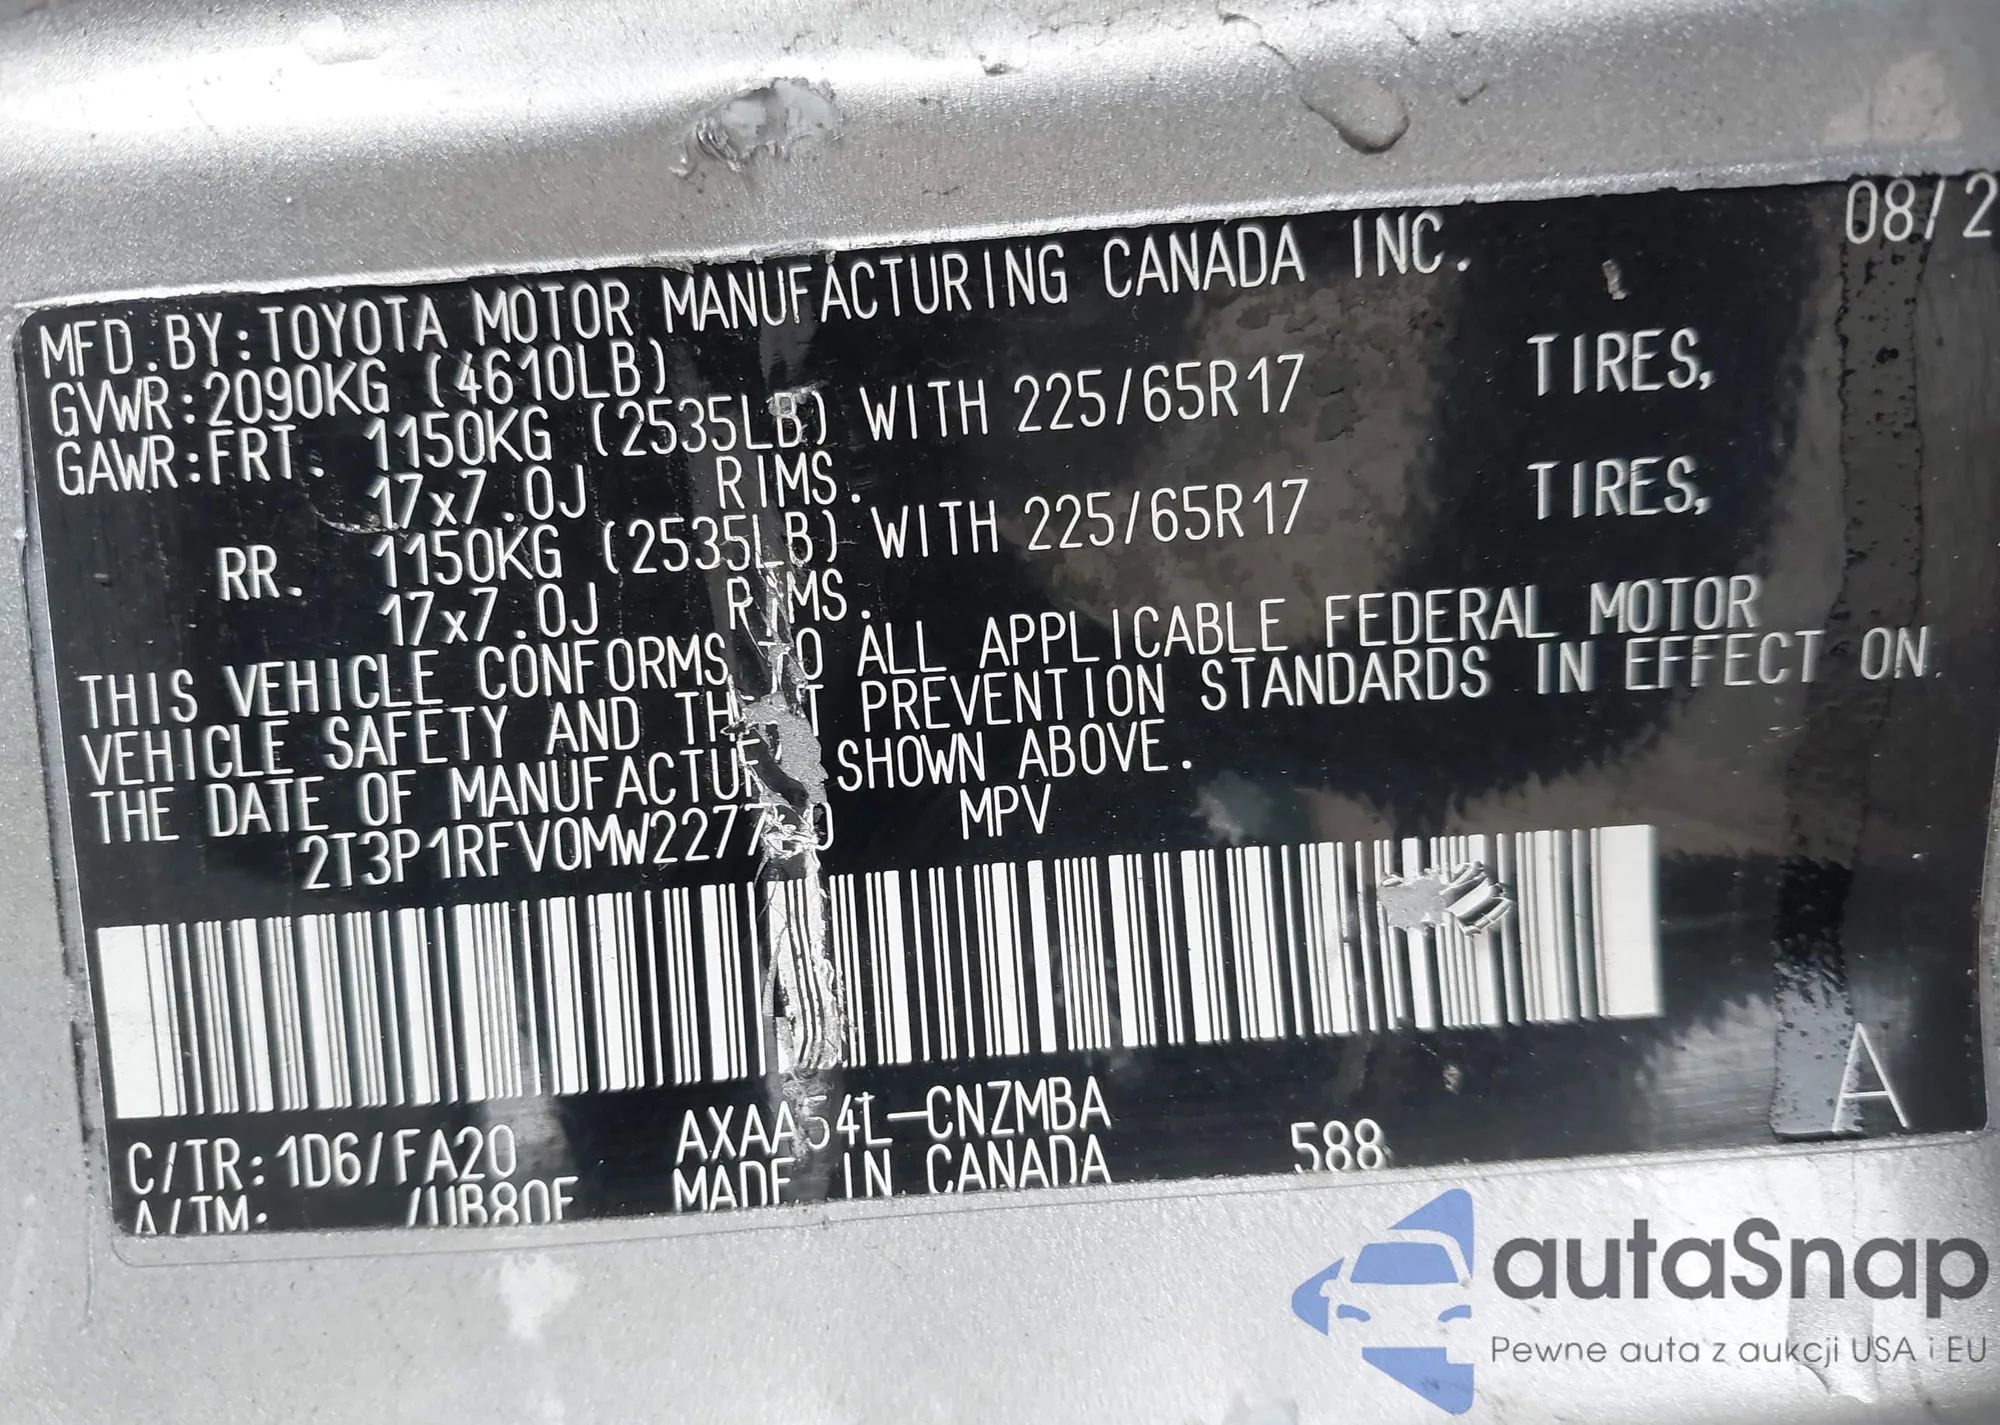 08/2
MFD.BY:TOYOTA MOTOR MANUFACTURING CANADA INC.
GVWR:2090KG (4610LB)
GAWR:FRT. 1150KG (2535LB) WITH 225/65R17 TIRES,
17x7.0J RIMS.
RR. 1150KG (2535LB) WITH 225/65R17 TIRES,
17x7.0J RIMS.
THIS VEHICLE CONFORMS TO ALL APPLICABLE FEDERAL MOTOR
VEHICLE SAFETY AND THEFT PREVENTION STANDARDS IN EFFECT ON
THE DATE OF MANUFACTURE SHOWN ABOVE.
MPV
A
AXAA54L-CNZMBA
C/TR:1D6/FA20
MADE IN CANADA 588
A/TM: /UB80F
autaSnap
Pewne auta z aukcji USA i EU